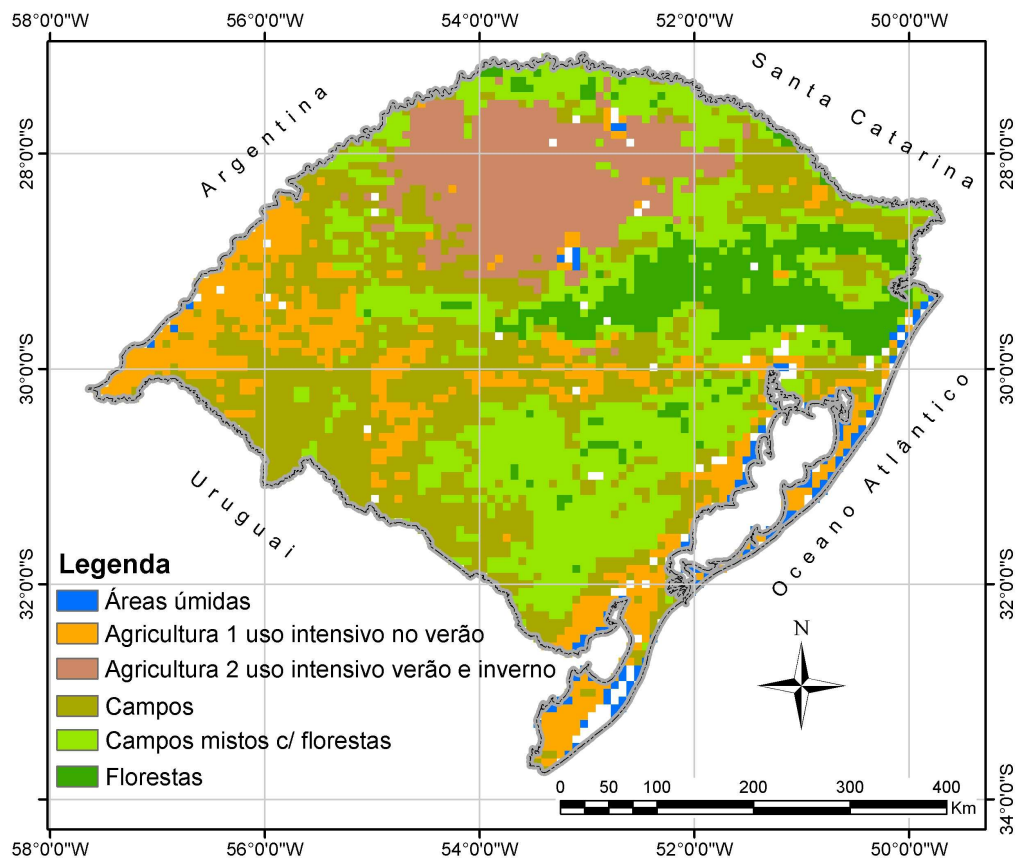 58°0'0"W 56°0'0"W 54°0'0"W 52°0'0"W 50°0'0"W
Argentina
Santa Catarina
28°0'0"S 28°0'0"S
30°0'0"S 30°0'0"S
Uruguai
Oceano Atlântico
32°0'0"S 32°0'0"S
Legenda
Áreas úmidas
Agricultura 1 uso intensivo no verão
Agricultura 2 uso intensivo verão e inverno
Campos
Campos mistos c/ florestas
Florestas
N
0 50 100 200 300 400
Km
34°0'0"S
58°0'0"W 56°0'0"W 54°0'0"W 52°0'0"W 50°0'0"W